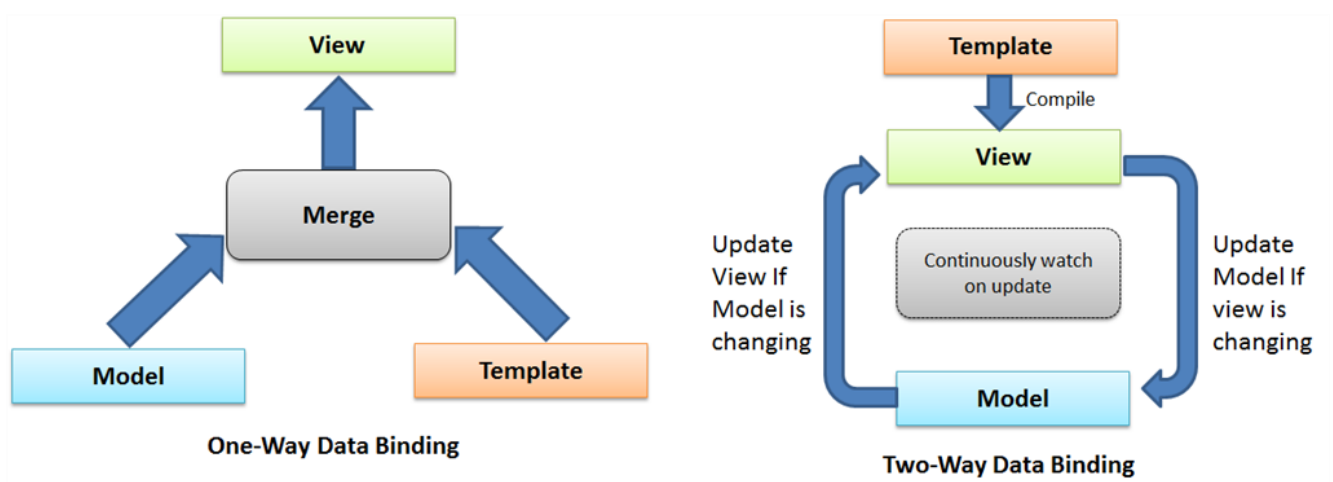 View
Merge
Model
Template
One-Way Data Binding
Template
Compile
View
Update
View If
Model is
changing
Continuously watch
on update
Update
Model If
view is
changing
Model
Two-Way Data Binding